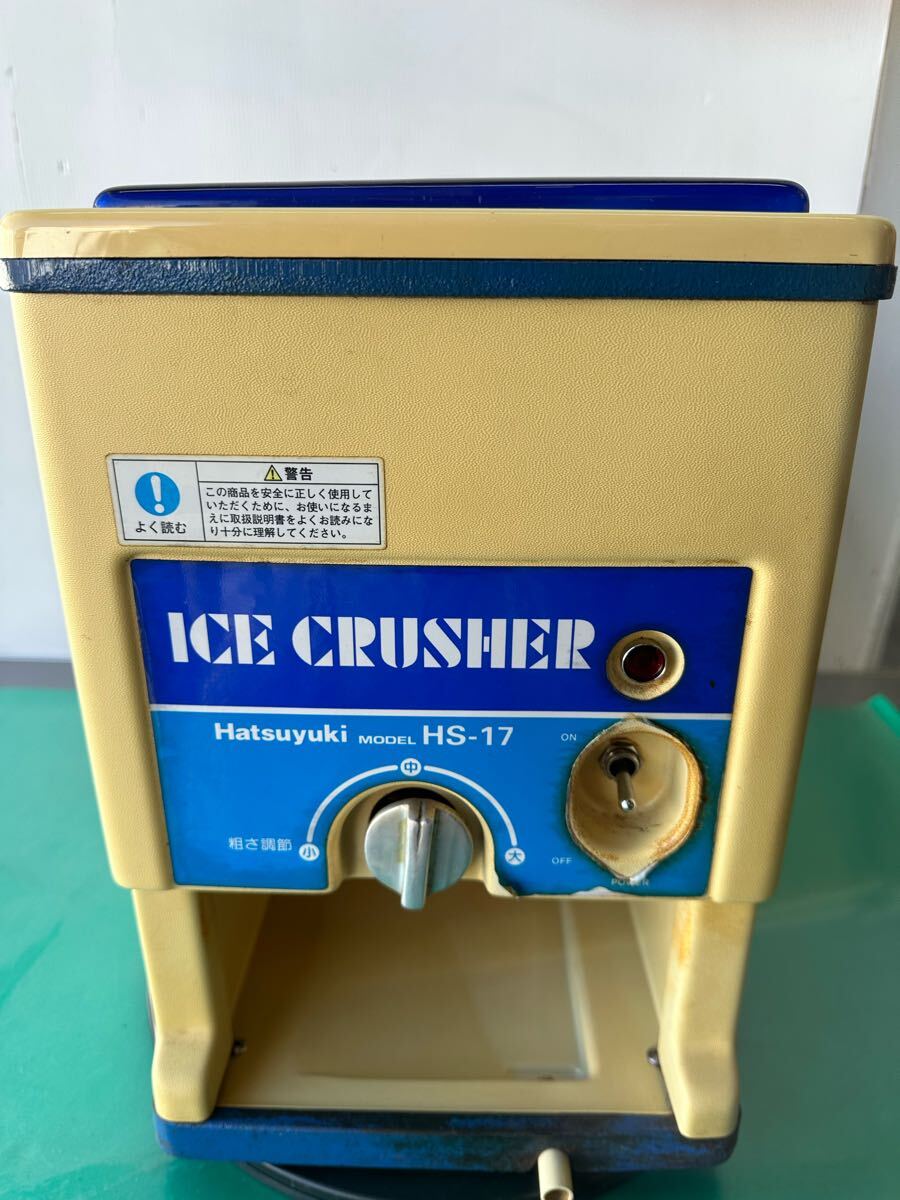 警告
この商品を安全に正しく使用して
いただくために、お使いになるま
えに取扱説明書をよくお読みにな
り十分に理解してください。
よく読む
ICE CRUSHER
Hatsuyuki MODEL HS-17
ON
中
粗さ調節
小
大
OFF
POWER